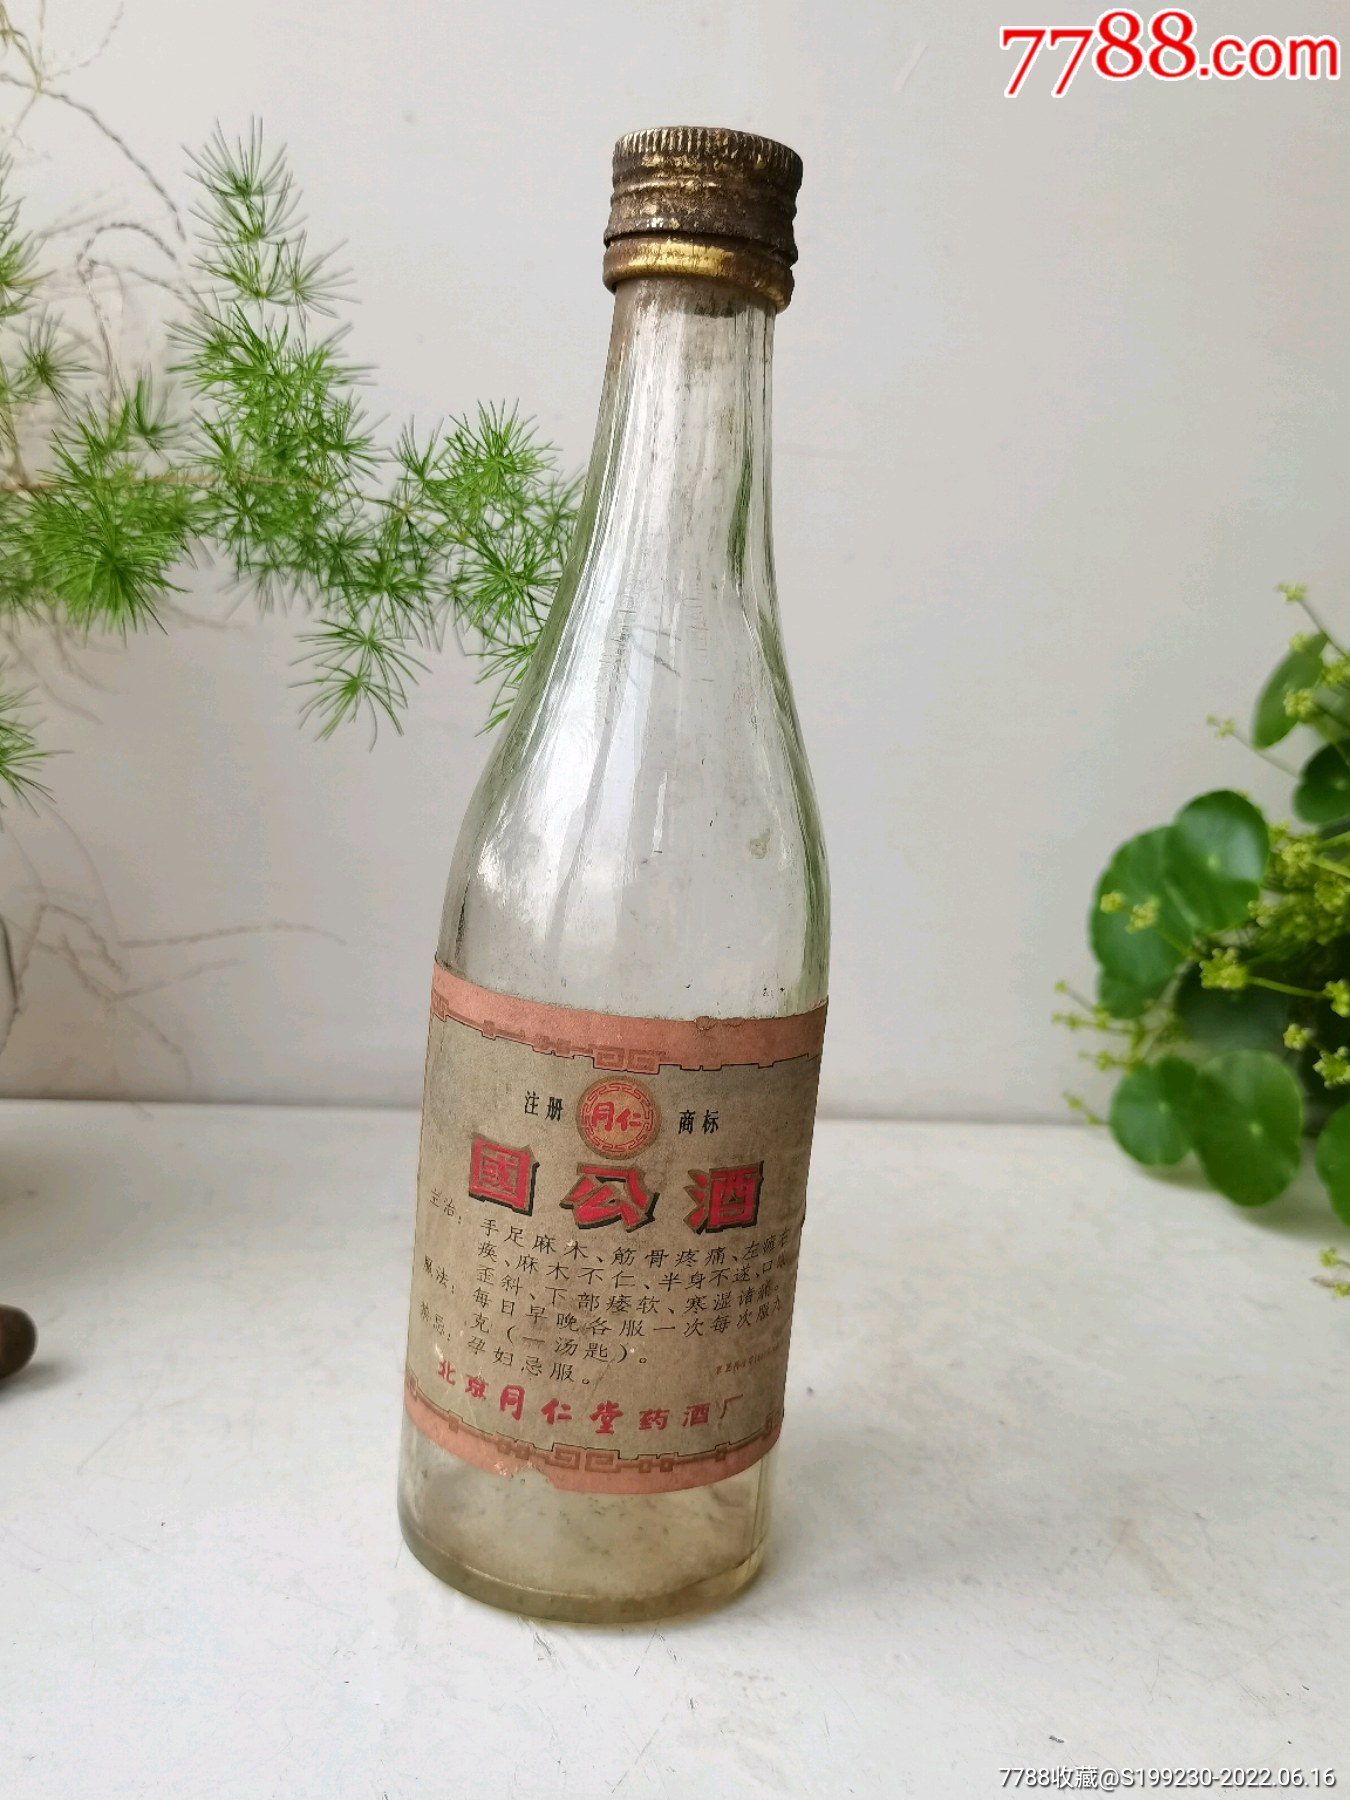 7788.com
注册 同仁 商标
國公酒
主治：手足麻木、筋骨疼痛、左瘫右
痪、麻木不仁、半身不遂、口眼
歪斜、下部痿软、寒湿诸痛。
服法：每日早晚各服一次每次服九
克（一汤匙）。
禁忌：孕妇忌服。
北京同仁堂药酒厂
7788收藏@S199230-2022.06.16